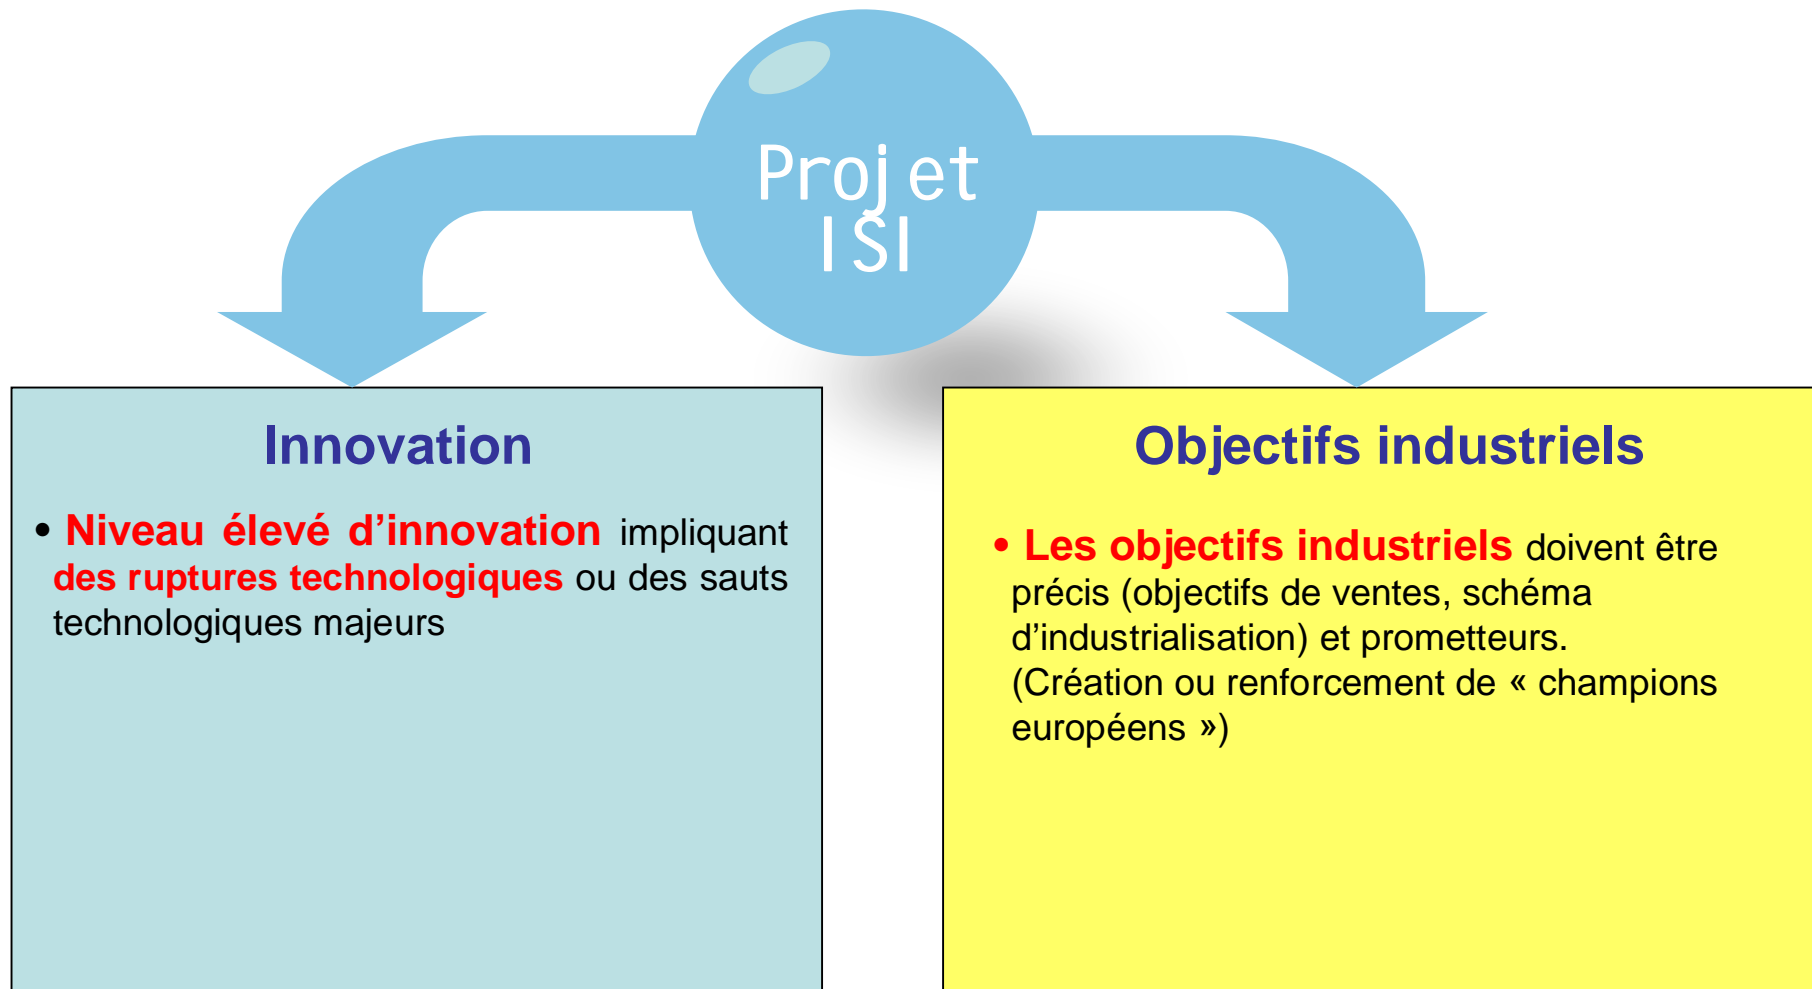 Projet
ISI
Innovation
• Niveau élevé d’innovation impliquant
des ruptures technologiques ou des sauts
technologiques majeurs
Objectifs industriels
• Les objectifs industriels doivent être
précis (objectifs de ventes, schéma
d’industrialisation) et prometteurs.
(Création ou renforcement de « champions
européens »)